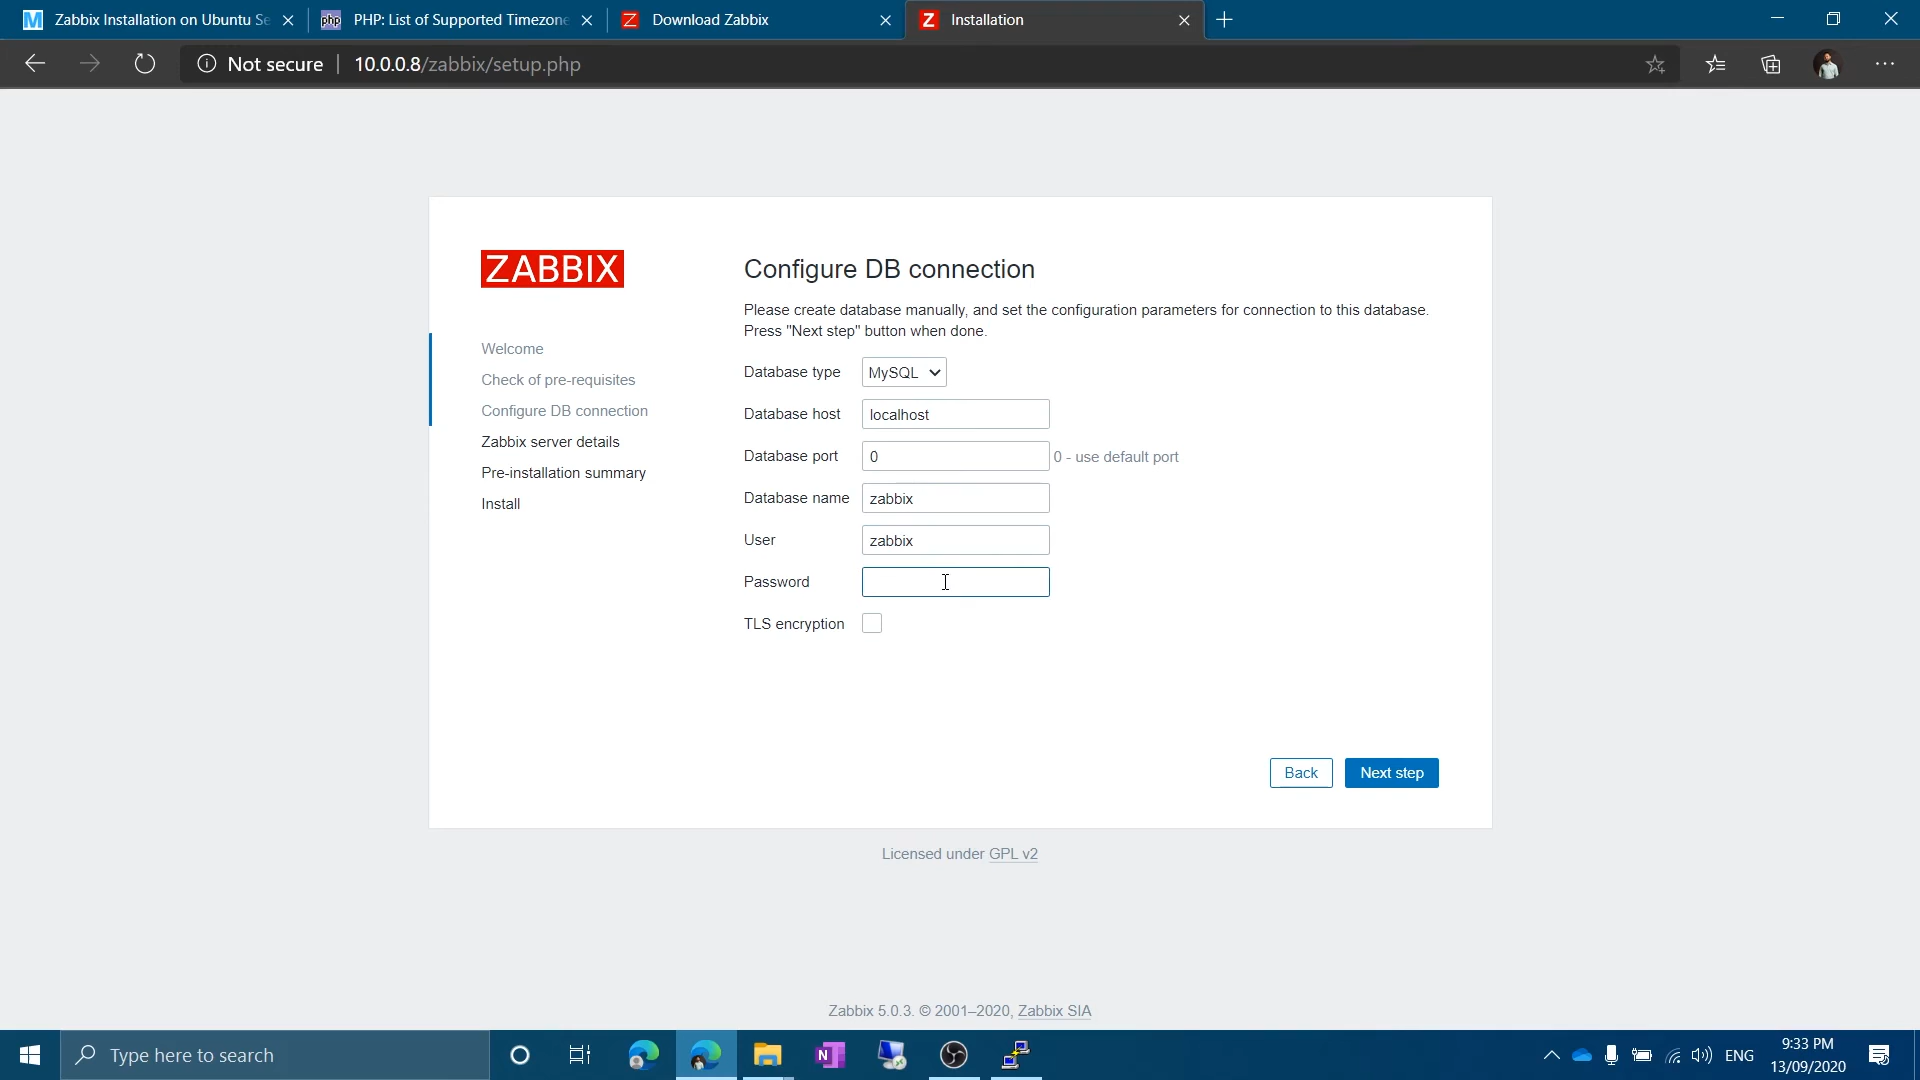 Zabbix Installation on Ubuntu Se
php PHP: List of Supported Timezone
Z Download Zabbix
Z Installation
Not secure | 10.0.0.8/zabbix/setup.php
ZABBIX
Welcome
Check of pre-requisites
Configure DB connection
Zabbix server details
Pre-installation summary
Install
Configure DB connection
Please create database manually, and set the configuration parameters for connection to this database.
Press "Next step" button when done.
Database type MySQL
Database host localhost
Database port 0 0 - use default port
Database name zabbix
User zabbix
Password
TLS encryption
Back Next step
Licensed under GPL v2
Zabbix 5.0.3. © 2001–2020, Zabbix SIA
Type here to search
ENG
9:33 PM
13/09/2020